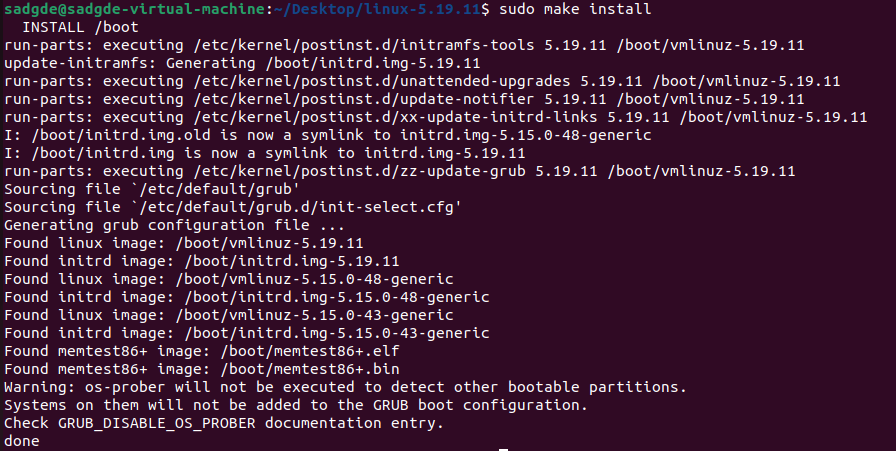 sadgde@sadgde-virtual-machine:~/Desktop/linux-5.19.11$ sudo make install
  INSTALL /boot
run-parts: executing /etc/kernel/postinst.d/initramfs-tools 5.19.11 /boot/vmlinuz-5.19.11
update-initramfs: Generating /boot/initrd.img-5.19.11
run-parts: executing /etc/kernel/postinst.d/unattended-upgrades 5.19.11 /boot/vmlinuz-5.19.11
run-parts: executing /etc/kernel/postinst.d/update-notifier 5.19.11 /boot/vmlinuz-5.19.11
run-parts: executing /etc/kernel/postinst.d/xx-update-initrd-links 5.19.11 /boot/vmlinuz-5.19.11
I: /boot/initrd.img.old is now a symlink to initrd.img-5.15.0-48-generic
I: /boot/initrd.img is now a symlink to initrd.img-5.19.11
run-parts: executing /etc/kernel/postinst.d/zz-update-grub 5.19.11 /boot/vmlinuz-5.19.11
Sourcing file `/etc/default/grub'
Sourcing file `/etc/default/grub.d/init-select.cfg'
Generating grub configuration file ...
Found linux image: /boot/vmlinuz-5.19.11
Found initrd image: /boot/initrd.img-5.19.11
Found linux image: /boot/vmlinuz-5.15.0-48-generic
Found initrd image: /boot/initrd.img-5.15.0-48-generic
Found linux image: /boot/vmlinuz-5.15.0-43-generic
Found initrd image: /boot/initrd.img-5.15.0-43-generic
Found memtest86+ image: /boot/memtest86+.elf
Found memtest86+ image: /boot/memtest86+.bin
Warning: os-prober will not be executed to detect other bootable partitions.
Systems on them will not be added to the GRUB boot configuration.
Check GRUB_DISABLE_OS_PROBER documentation entry.
done